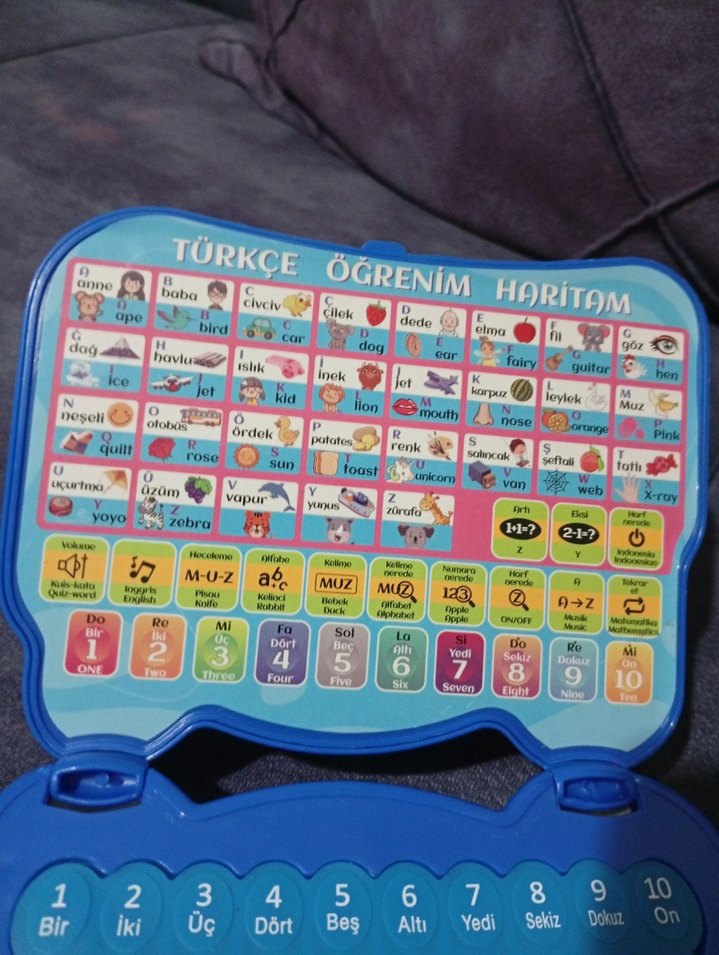 TÜRKÇE ÖĞRENİM HARİTAM
A anne
A ape
B baba
B bird
C civciv
C car
Ç çilek
D dog
D dede
E ear
E elma
F fairy
F fil
G guitar
G göz
H hen
Ğ dağ
I ice
H havlu
J jet
I ıslık
K kid
İ inek
L lion
J jet
M mouth
K karpuz
N nose
L leylek
O orange
M Muz
P Pink
N neşeli
Q quilt
O otobüs
R rose
Ö ördek
S sun
P patates
T toast
R renk
U unicorn
S salıncak
V van
Ş şeftali
W web
T tatlı
X X-ray
U uçurtma
Y yoyo
Ü üzüm
Z zebra
V vapur
Y yunus
Z zürafa
Artı
1+1=?
Z
Eksi
2-1=?
Y
Harf
nerede
Indonesia
Indonesian
Volume
Kuis-kata
Quiz-word
Inggris
English
Heceleme
M-U-Z
Pisau
Knife
Alfabe
a b c
Kelinci
Rabbit
Kelime
MUZ
Bebek
Duck
Kelime
nerede
MUZ
Alfabet
Alphabet
Numara
nerede
123
Apple
Apple
Harf
nerede
Z
ON/OFF
A
A→Z
Musik
Music
Tekrar
et
Matematika
Mathematics
Do
Bir
1
ONE
Re
İki
2
Two
Mi
Üç
3
Three
Fa
Dört
4
Four
Sol
Beç
5
Five
La
Altı
6
Six
Si
Yedi
7
Seven
Do
Sekiz
8
Eight
Re
Dokuz
9
Nine
Mi
On
10
Ten
1 Bir
2 İki
3 Üç
4 Dört
5 Beş
6 Altı
7 Yedi
8 Sekiz
9 Dokuz
10 On